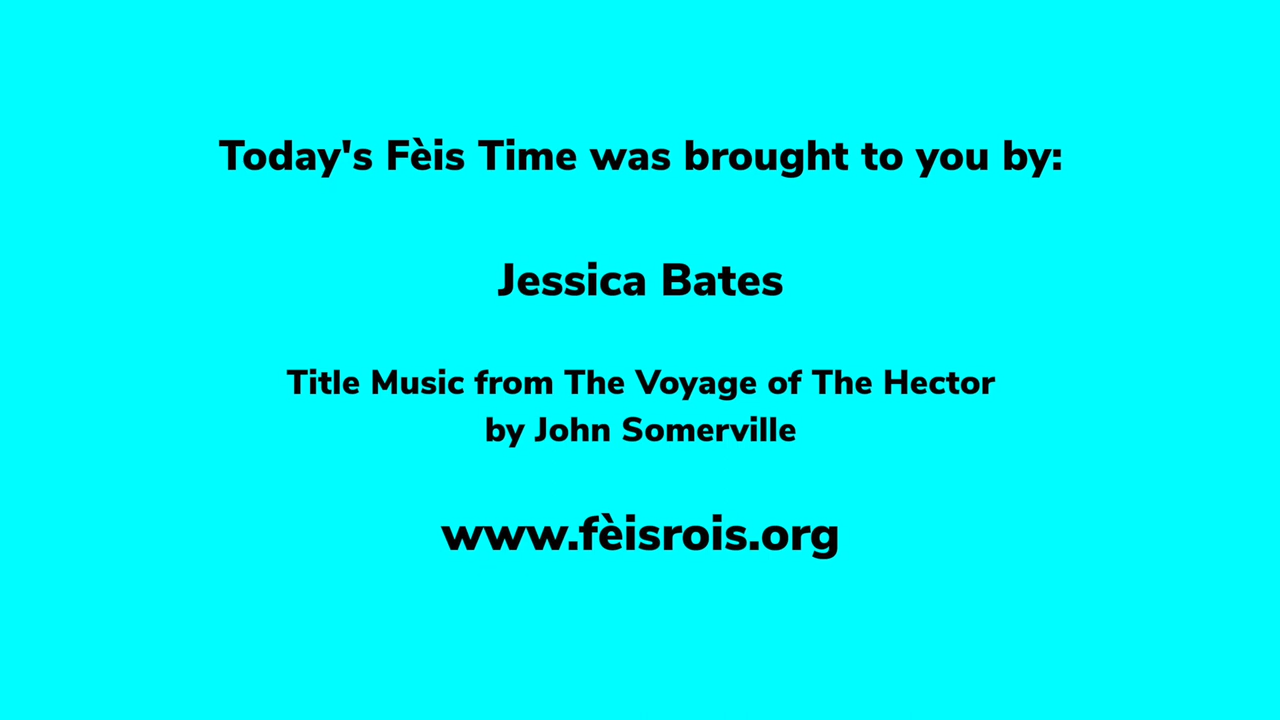 Today's Fèis Time was brought to you by:
Jessica Bates
Title Music from The Voyage of The Hector
by John Somerville
www.fèisrois.org